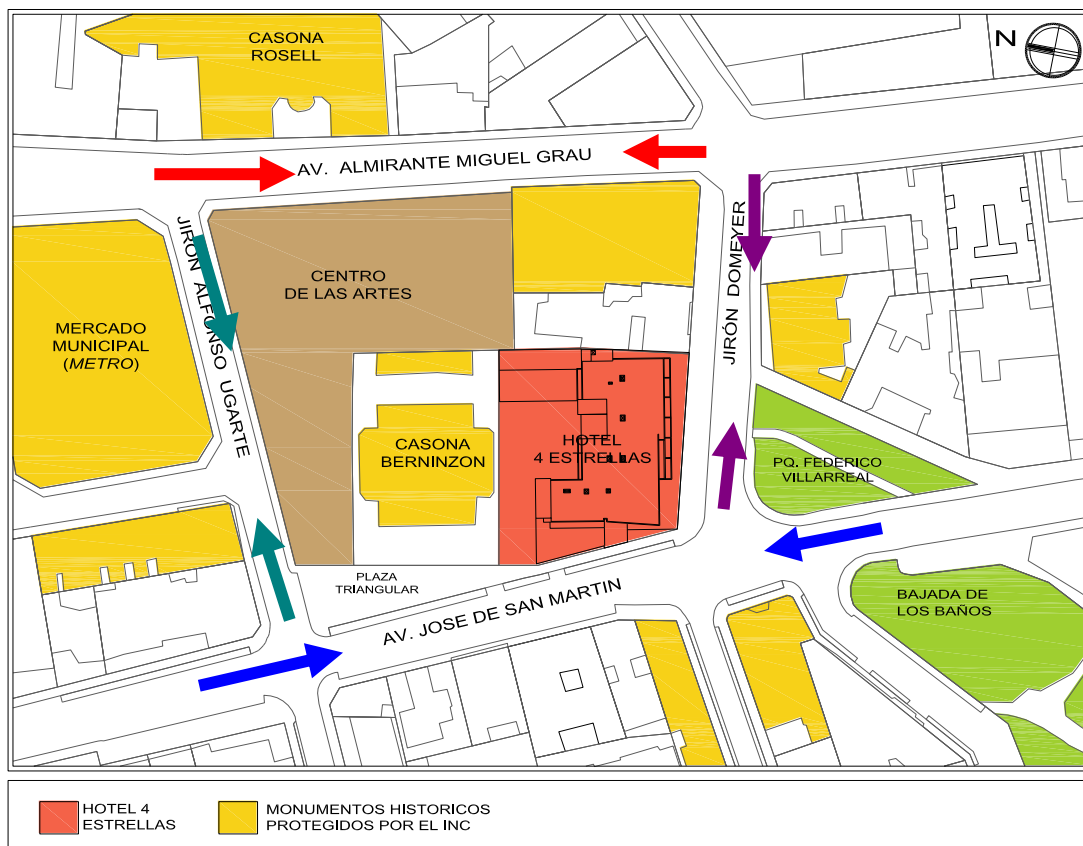 CASONA
ROSELL
N
AV. ALMIRANTE MIGUEL GRAU
JIRÓN ALFONSO UGARTE
JIRÓN DOMEYER
CENTRO
DE LAS ARTES
MERCADO
MUNICIPAL
(METRO)
CASONA
BERNINZON
HOTEL
4 ESTRELLAS
PQ. FEDERICO
VILLARREAL
PLAZA
TRIANGULAR
BAJADA DE
LOS BAÑOS
AV. JOSE DE SAN MARTIN
HOTEL 4
ESTRELLAS
MONUMENTOS HISTORICOS
PROTEGIDOS POR EL INC